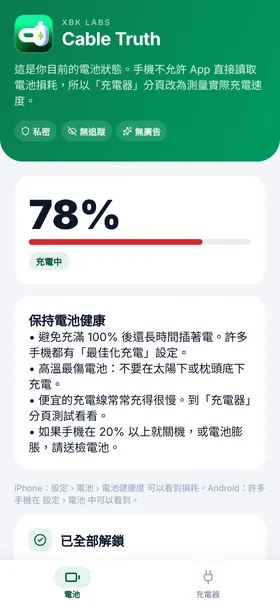 XBK LABS
Cable Truth
這是你目前的電池狀態。手機不允許 App 直接讀取
電池損耗，所以「充電器」分頁改為測量實際充電速
度。
私密
無追蹤
無廣告
78%
充電中
保持電池健康
• 避免充滿 100% 後還長時間插著電。許多
手機都有「最佳化充電」設定。
• 高溫最傷電池：不要在太陽下或枕頭底下
充電。
• 便宜的充電線常常充得很慢。到「充電器」
分頁測試看看。
• 如果手機在 20% 以上就關機，或電池膨
脹，請送檢電池。
iPhone：設定 › 電池 › 電池健康度 可以看到損耗。Android：許多
手機在 設定 › 電池 中可以看到。
已全部解鎖
電池
充電器